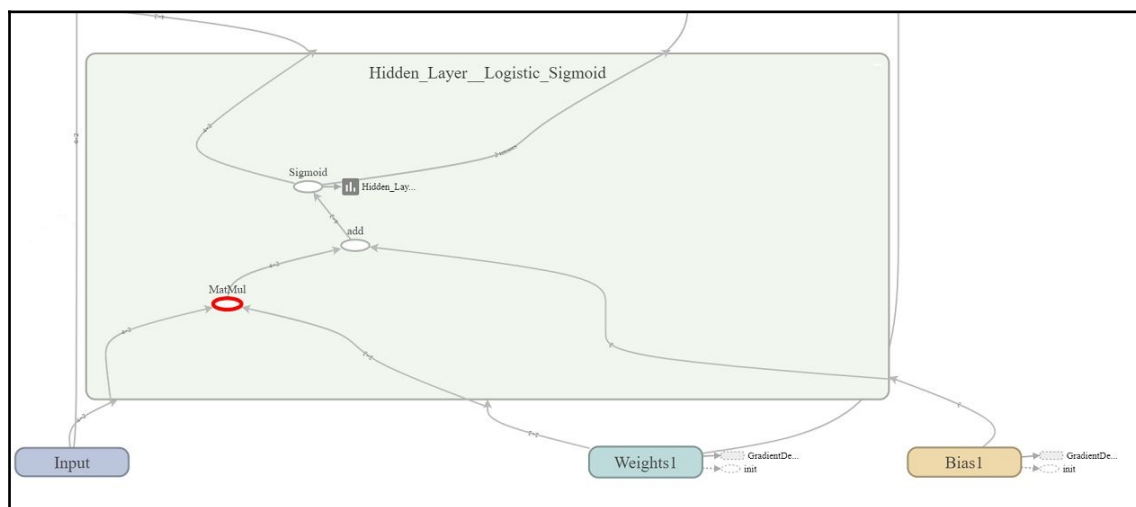 Hidden_Layer__Logistic_Sigmoid
Sigmoid
Hidden_Lay...
add
MatMul
Input
Weights1
GradientDe...
init
Bias1
GradientDe...
init